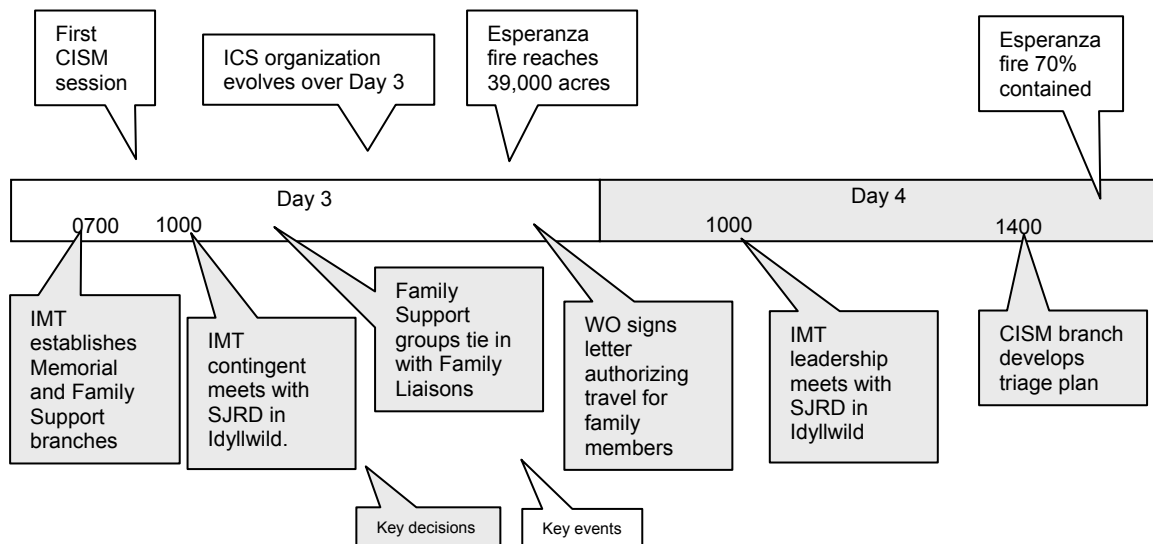 First
CISM
session
ICS organization
evolves over Day 3
Esperanza
fire reaches
39,000 acres
Esperanza
fire 70%
contained
Day 3
Day 4
0700
1000
1000
1400
IMT
establishes
Memorial
and Family
Support
branches
IMT
contingent
meets with
SJRD in
Idyllwild.
Family
Support
groups tie in
with Family
Liaisons
WO signs
letter
authorizing
travel for
family
members
IMT
leadership
meets with
SJRD in
Idyllwild
CISM branch
develops
triage plan
Key decisions
Key events